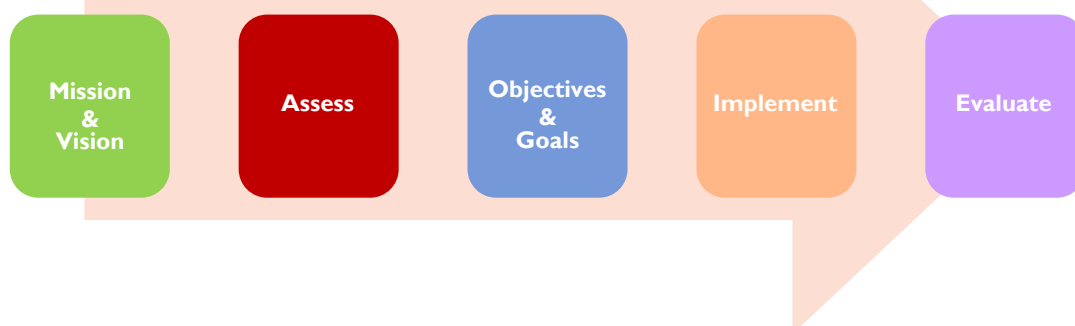 Mission
&
Vision
Assess
Objectives
&
Goals
Implement
Evaluate